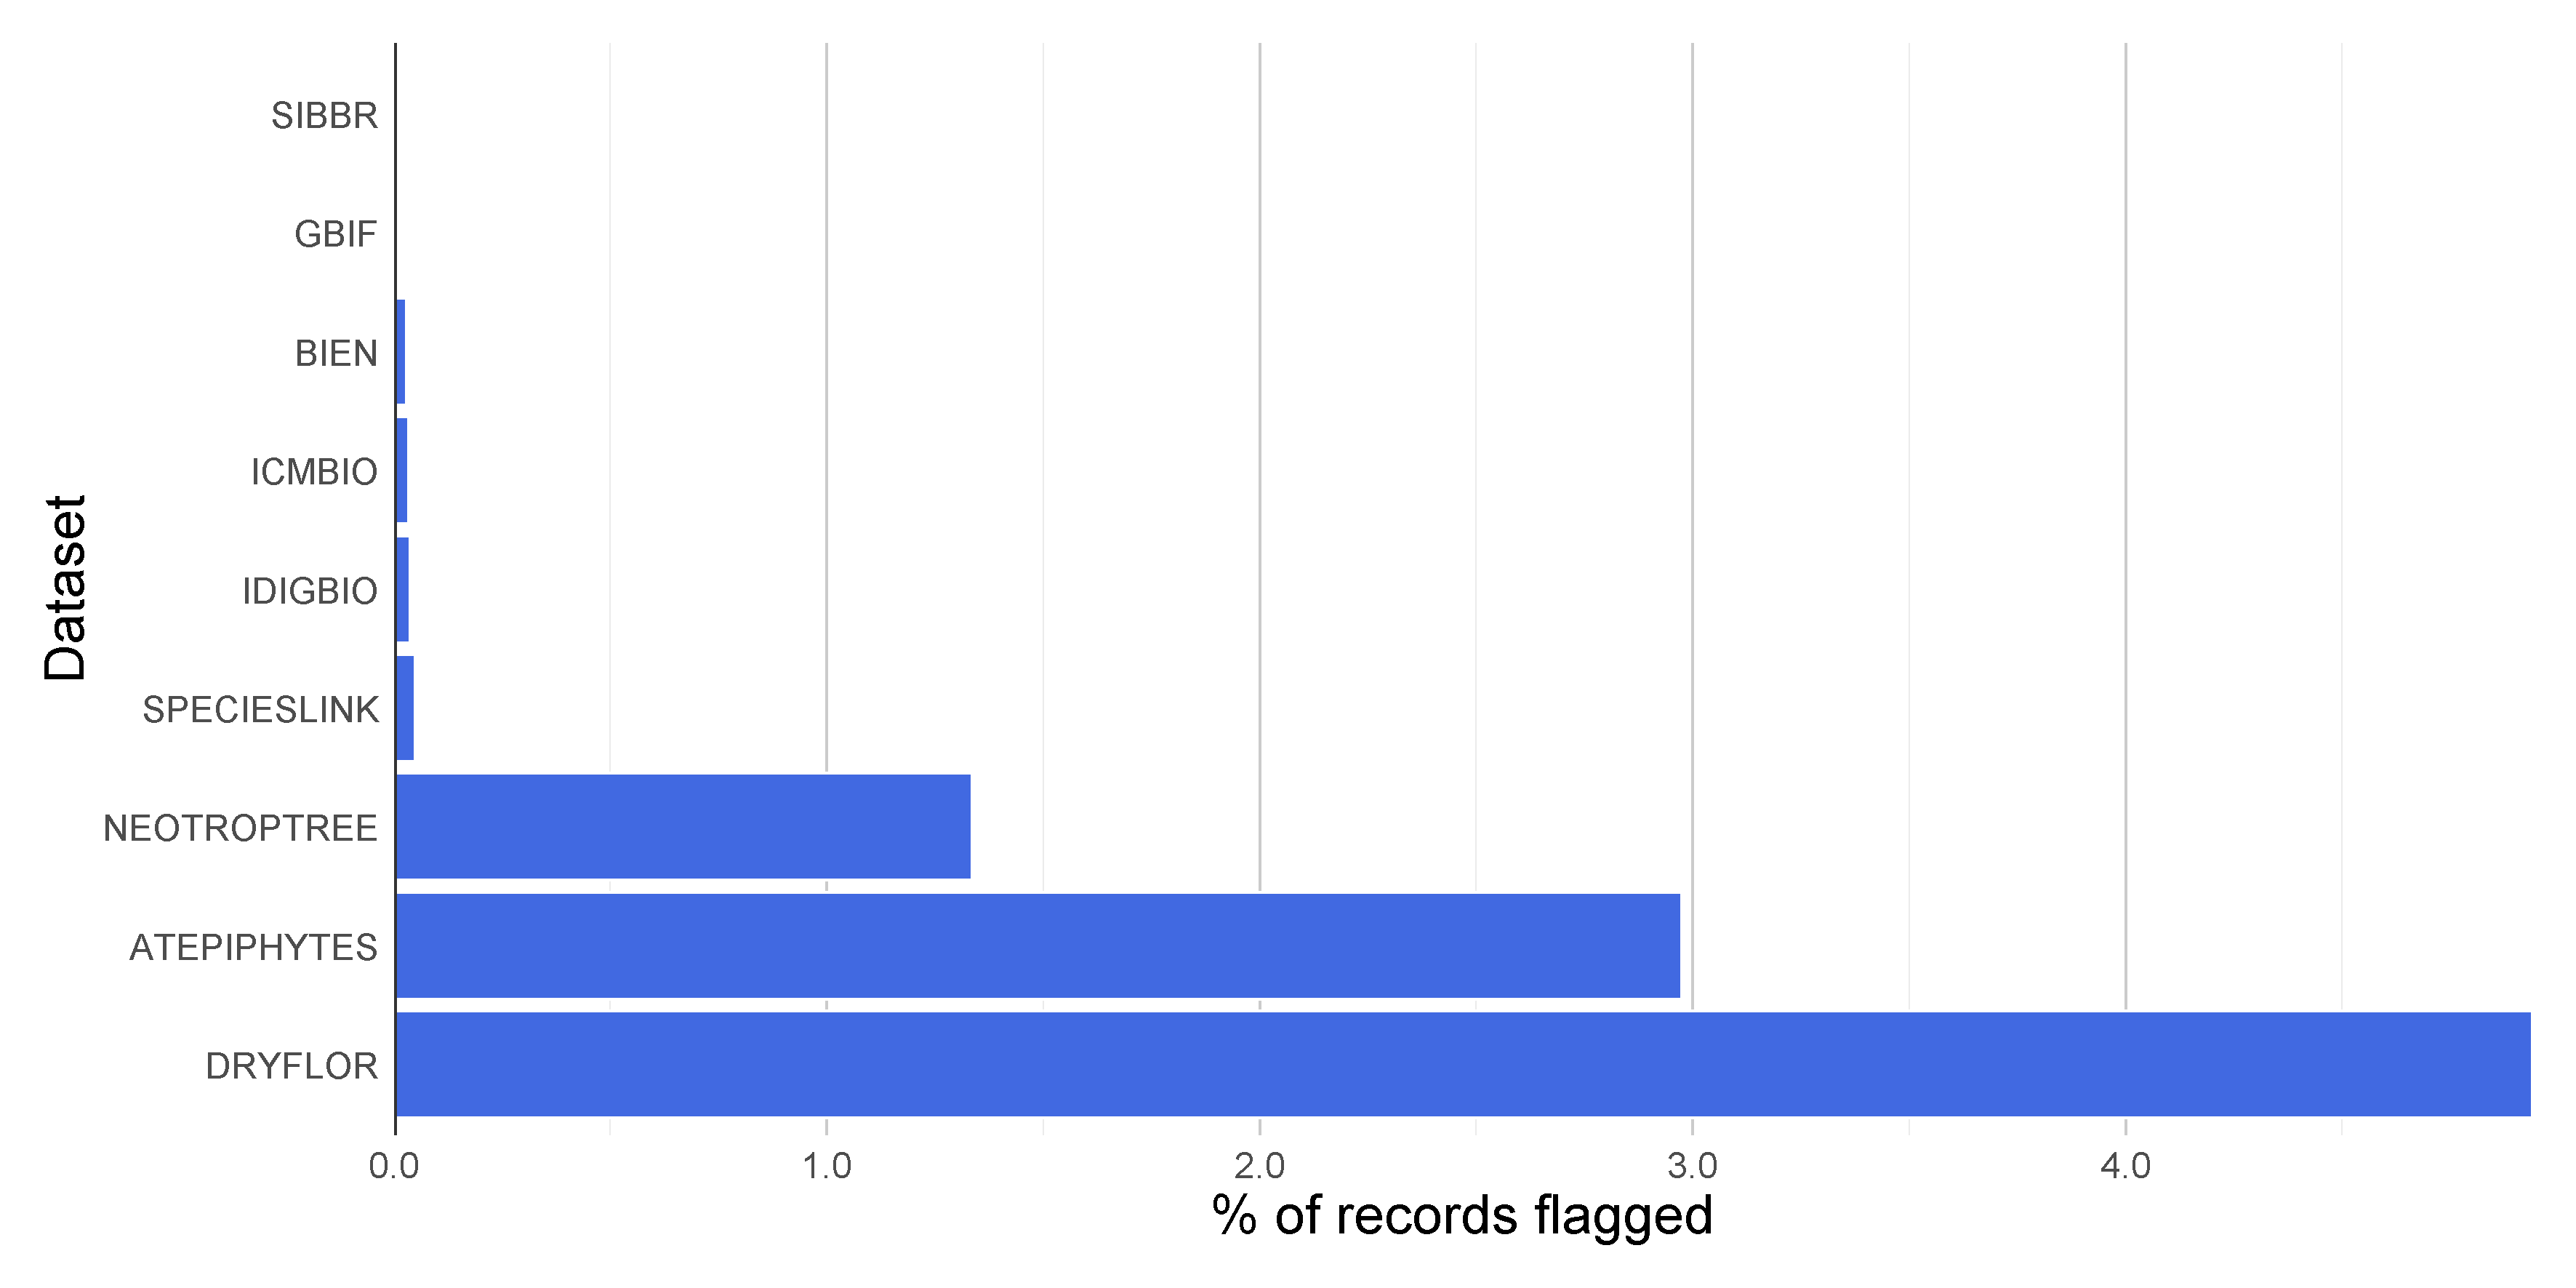 SIBBR
GBIF
BIEN
ICMBIO
IDIGBIO
SPECIESLINK
NEOTROPTREE
ATEPIPHYTES
DRYFLOR
Dataset
0.0 1.0 2.0 3.0 4.0
% of records flagged